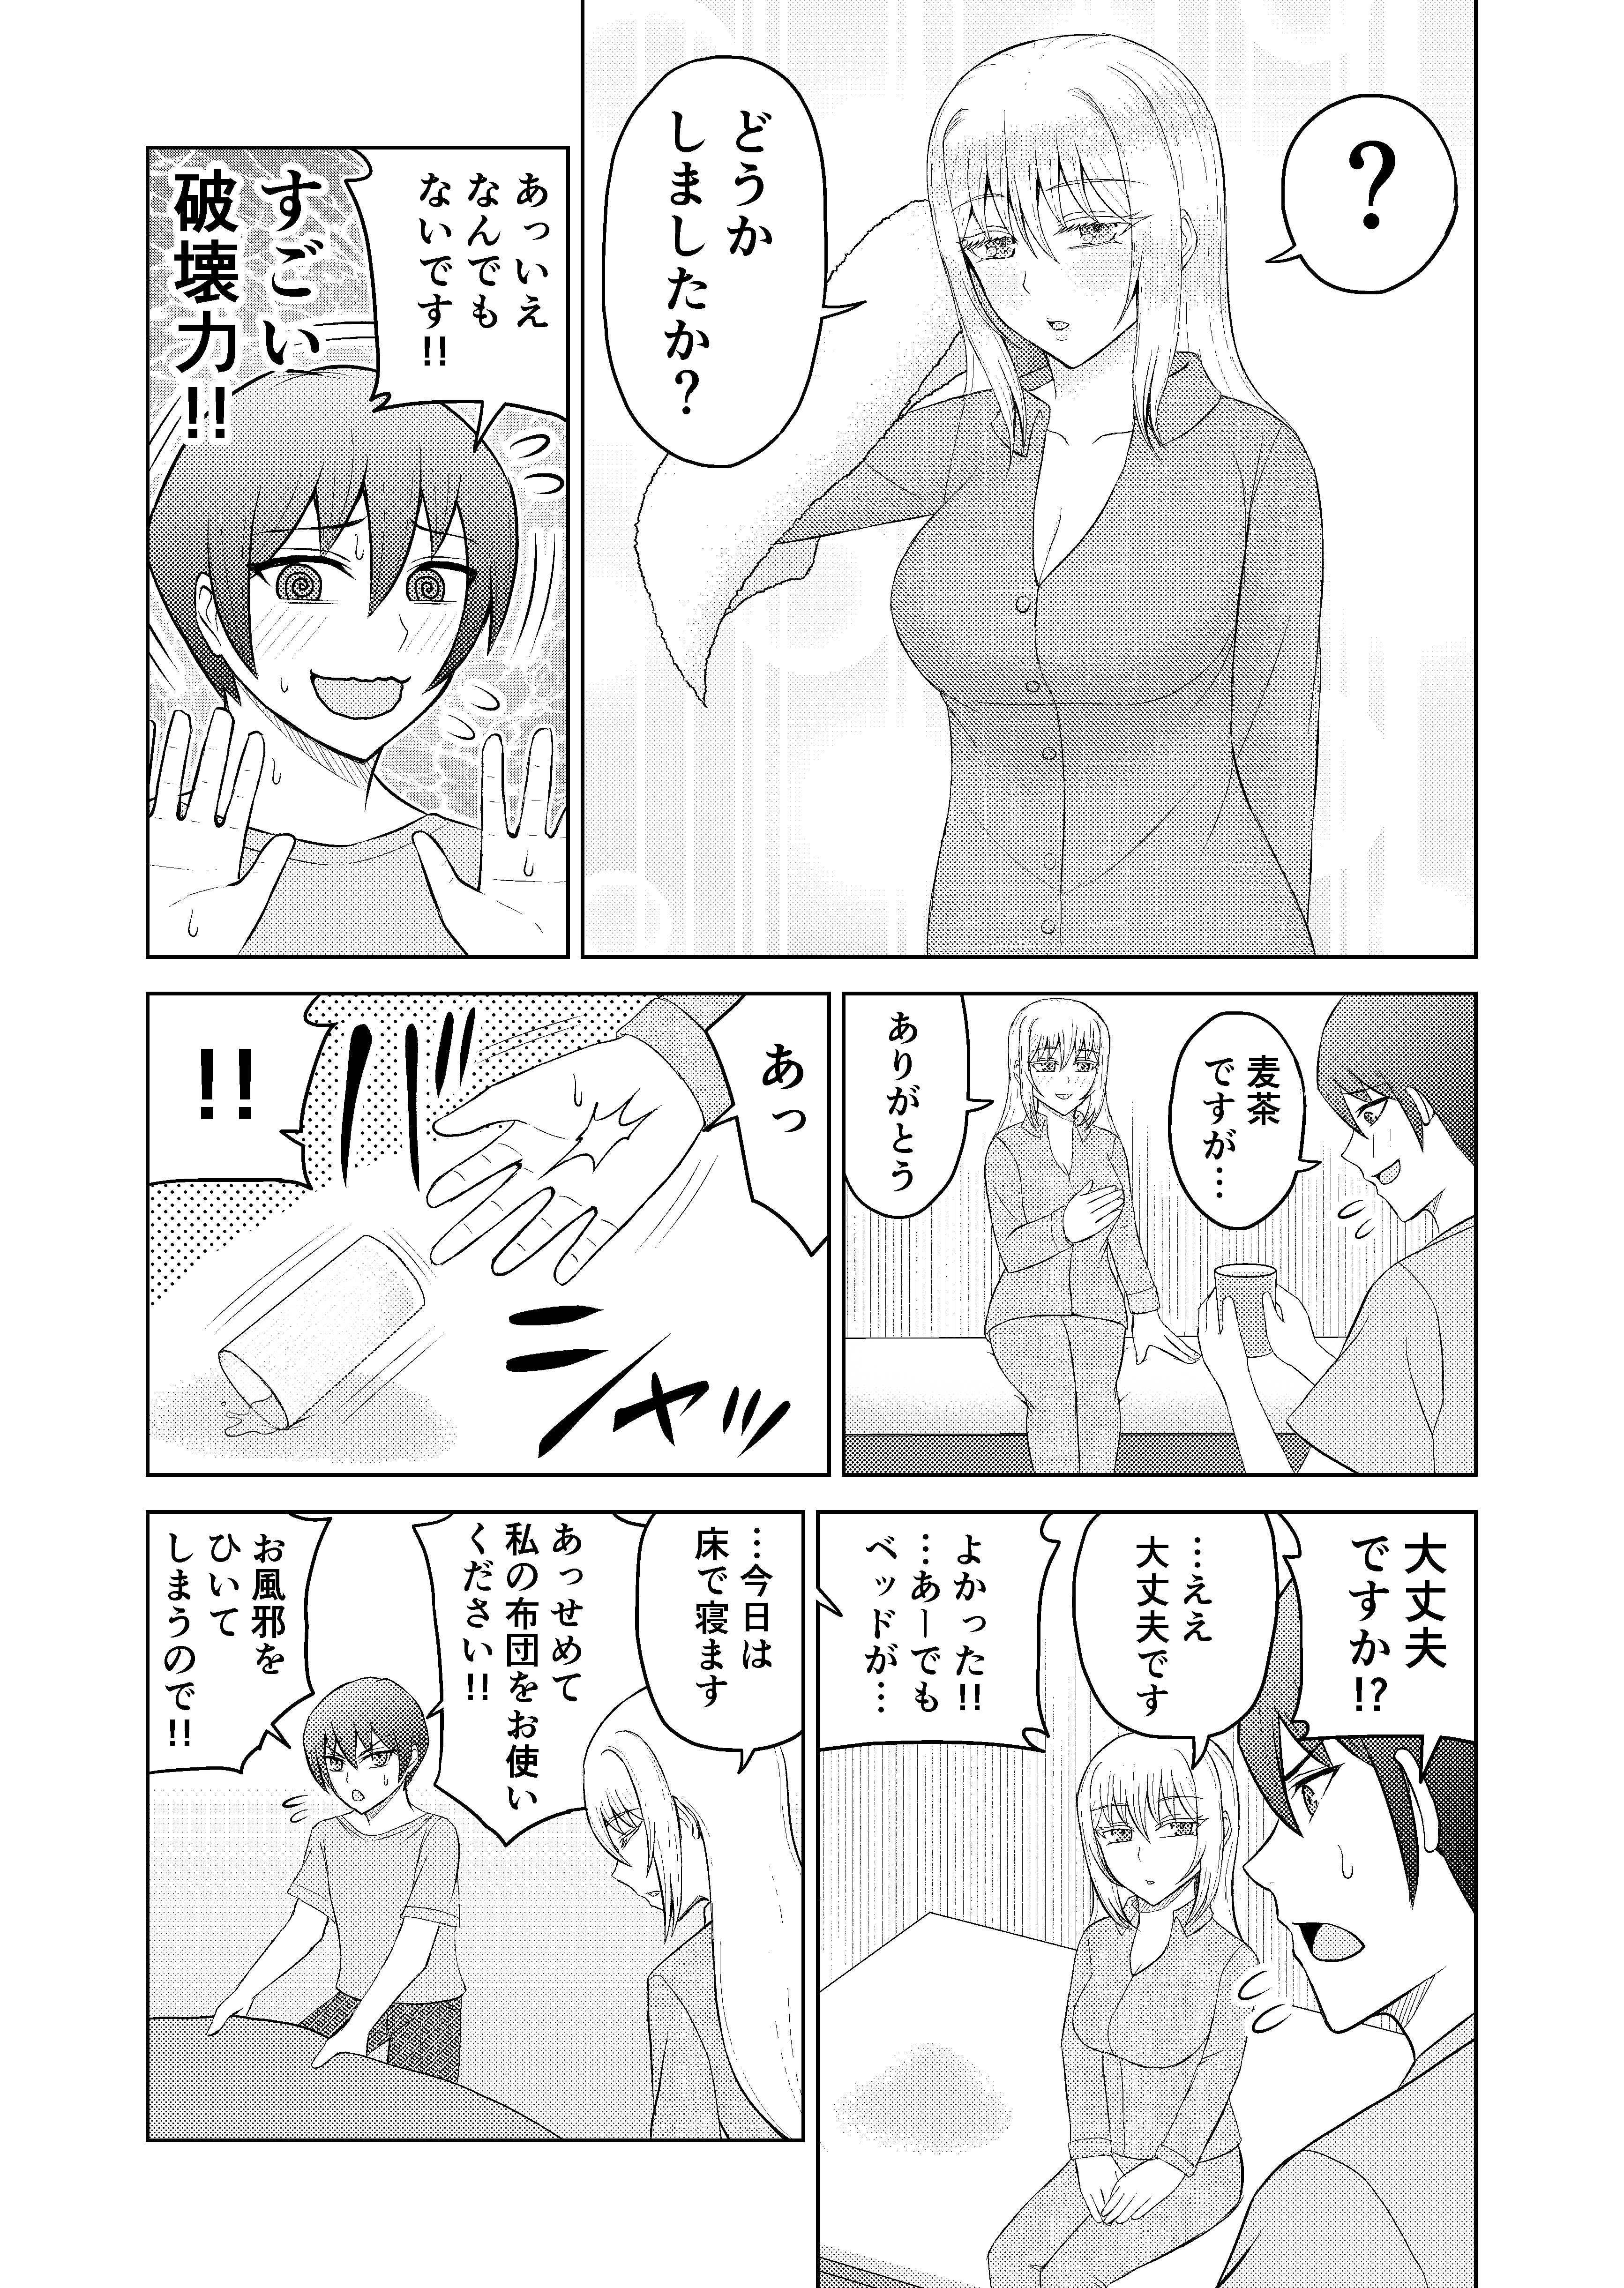 ?
どうか
しましたか?
あっいえ
なんでも
ないです!!
すごい
破壊力!!
麦茶
ですが…
ありがとう
あっ
バ
シャッ
!!
大丈夫
ですか!?
…ええ
大丈夫です
よかった!!
…あーでも
ベッドが…
…今日は
床で寝ます
あっせめて
私の布団をお使い
ください!!
お風邪を
ひいて
しまうので!!